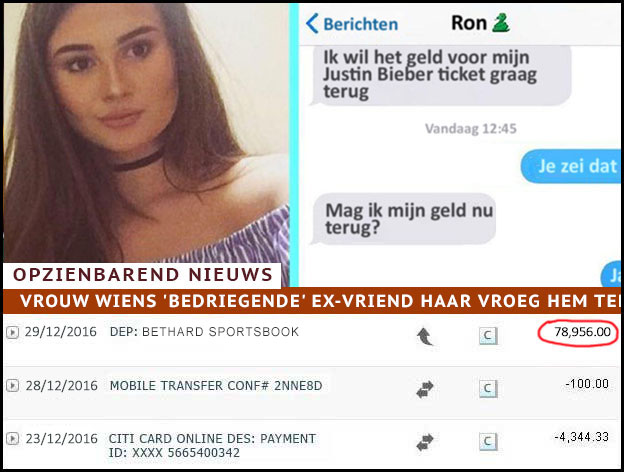 Berichten
Ron
Ik wil het geld voor mijn
Justin Bieber ticket graag
terug
Vandaag 12:45
Je zei dat
Mag ik mijn geld nu
terug?
OPZIENBAREND NIEUWS
VROUW WIENS 'BEDRIEGENDE' EX-VRIEND HAAR VROEG HEM
29/12/2016 DEP: BETHARD SPORTSBOOK C 78,956.00
28/12/2016 MOBILE TRANSFER CONF# 2NNE8D C -100.00
23/12/2016 CITI CARD ONLINE DES: PAYMENT C -4,344.33
ID: XXXX 5665400342